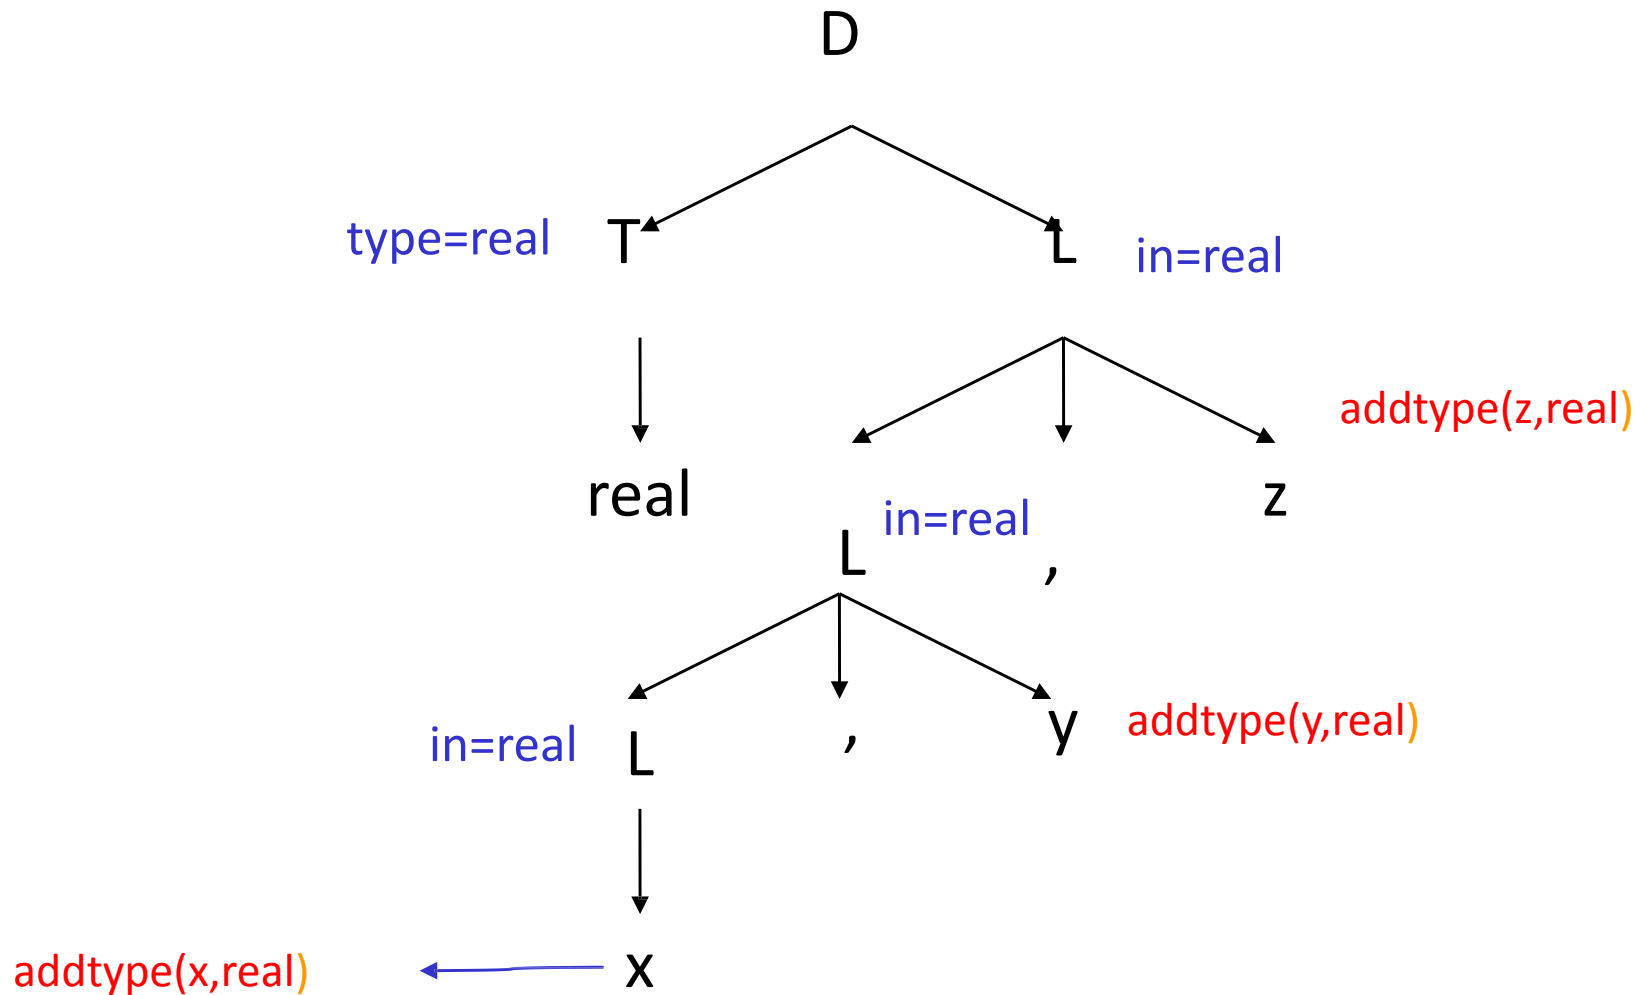 D
type=real T L in=real
addtype(z,real)
real L in=real , z
in=real L , y addtype(y,real)
addtype(x,real) x